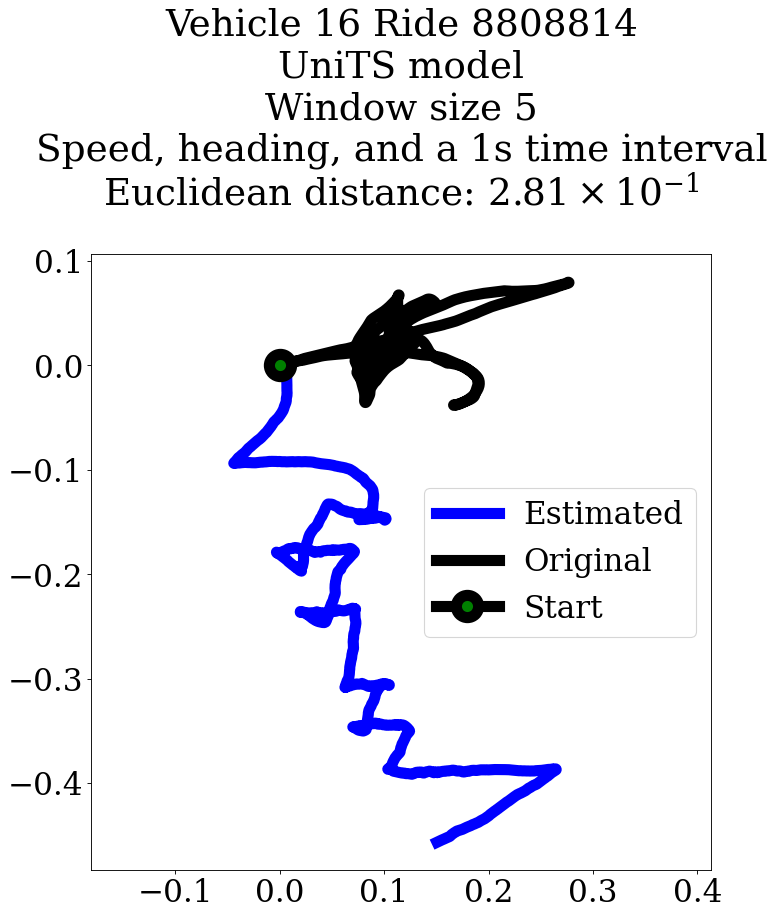 Vehicle 16 Ride 8808814
UniTS model
Window size 5
Speed, heading, and a 1s time interval
Euclidean distance: 2.81 × 10⁻¹
0.1
0.0
−0.1
−0.2
−0.3
−0.4
Estimated
Original
Start
−0.1 0.0 0.1 0.2 0.3 0.4